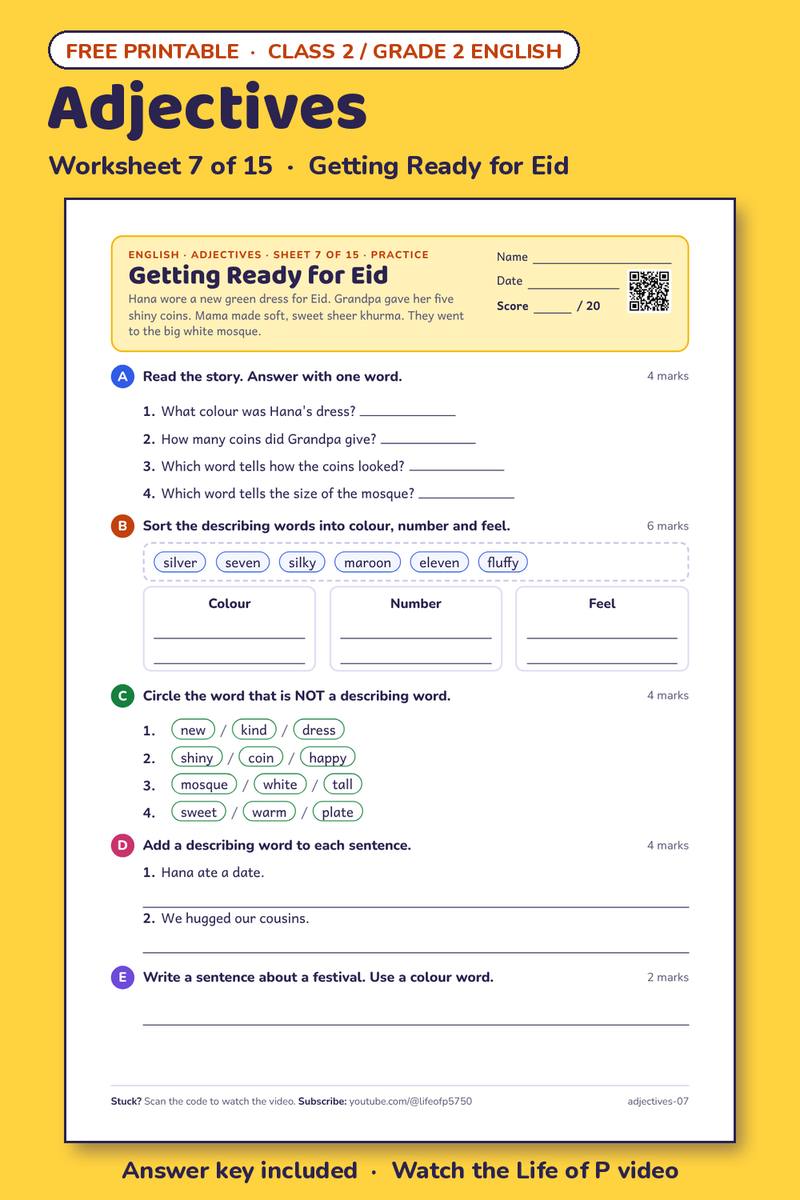 FREE PRINTABLE · CLASS 2 / GRADE 2 ENGLISH
Adjectives
Worksheet 7 of 15 · Getting Ready for Eid
ENGLISH · ADJECTIVES · SHEET 7 OF 15 · PRACTICE
Getting Ready for Eid
Hana wore a new green dress for Eid. Grandpa gave her five
shiny coins. Mama made soft, sweet sheer khurma. They went
to the big white mosque.
Name
Date
Score / 20
A Read the story. Answer with one word. 4 marks
1. What colour was Hana's dress?
2. How many coins did Grandpa give?
3. Which word tells how the coins looked?
4. Which word tells the size of the mosque?
B Sort the describing words into colour, number and feel. 6 marks
silver seven silky maroon eleven fluffy
Colour Number Feel
C Circle the word that is NOT a describing word. 4 marks
1. new / kind / dress
2. shiny / coin / happy
3. mosque / white / tall
4. sweet / warm / plate
D Add a describing word to each sentence. 4 marks
1. Hana ate a date.
2. We hugged our cousins.
E Write a sentence about a festival. Use a colour word. 2 marks
Stuck? Scan the code to watch the video. Subscribe: youtube.com/@lifeofp5750 adjectives-07
Answer key included · Watch the Life of P video